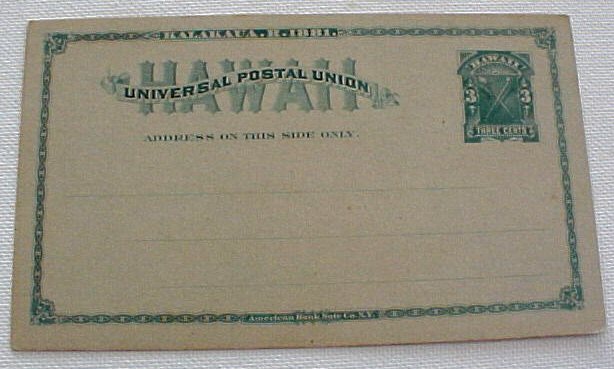 KALAKAUA. R. 1881.
HAWAII
UNIVERSAL POSTAL UNION
ADDRESS ON THIS SIDE ONLY.
HAWAII
3 3
THREE CENTS
American Bank Note Co. N.Y.